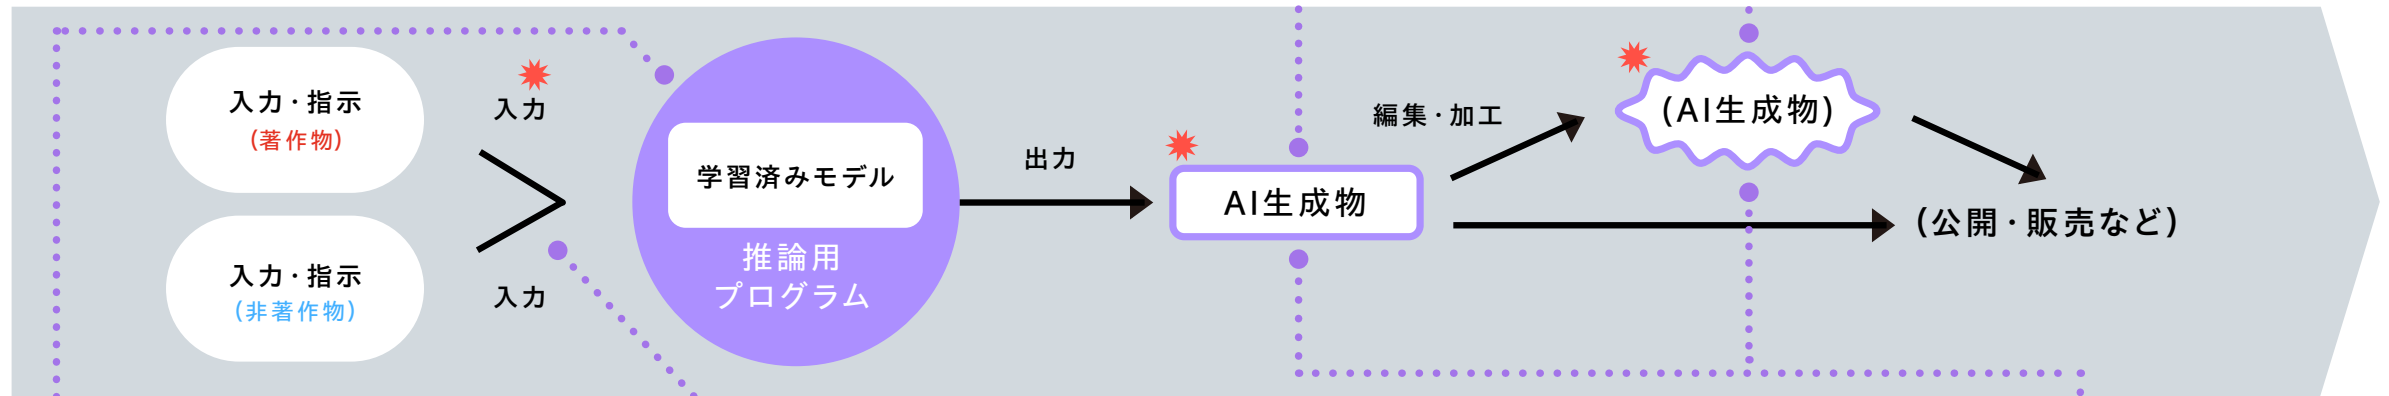 入力・指示
(著作物)
入力・指示
(非著作物)
入力
入力
学習済みモデル
推論用
プログラム
出力
AI生成物
編集・加工
(AI生成物)
(公開・販売など)